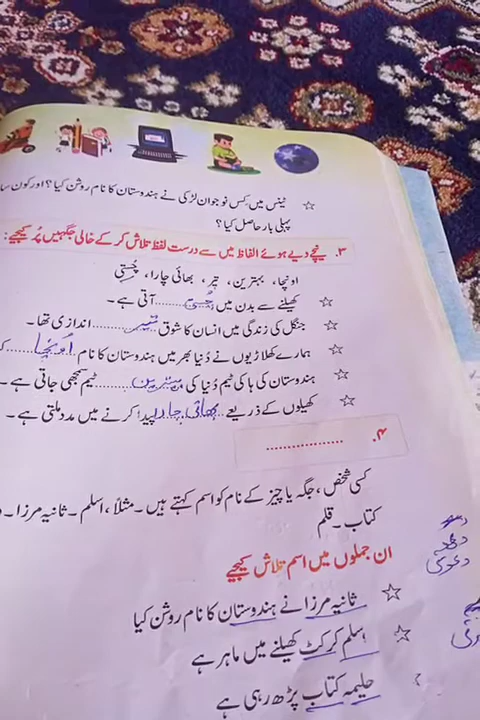 ☆ ٹینس میں کس نوجوان لڑکی نے ہندوستان کا نام روشن کیا؟ اور کون سا
پہلی بار حاصل کیا؟
۳۔ نیچے دیے ہوئے الفاظ میں سے درست لفظ تلاش کر کے خالی جگہیں پُر کیجیے:
اونچا، بہترین، تیر، بھائی چارا، چُستی
☆ کھیلنے سے بدن میں چستی آتی ہے۔
☆ جنگل کی زندگی میں انسان کا شوق تیر اندازی تھا۔
☆ ہمارے کھلاڑیوں نے دُنیا بھر میں ہندوستان کا نام اونچا
☆ ہندوستان کی ہاکی ٹیم دُنیا کی بہترین ٹیم سمجھی جاتی ہے۔
☆ کھیلوں کے ذریعے بھائی چارا پیدا کرنے میں مدد ملتی ہے۔
۴۔ ..................
کسی شخص، جگہ یا چیز کے نام کو اسم کہتے ہیں۔ مثلاً، اسلم۔ ثانیہ مرزا۔
کتاب۔ قلم
ان جملوں میں اسم تلاش کیجیے
☆ ثانیہ مرزا نے ہندوستان کا نام روشن کیا
☆ اسلم کرکٹ کھیلنے میں ماہر ہے
حلیمہ کتاب پڑھ رہی ہے